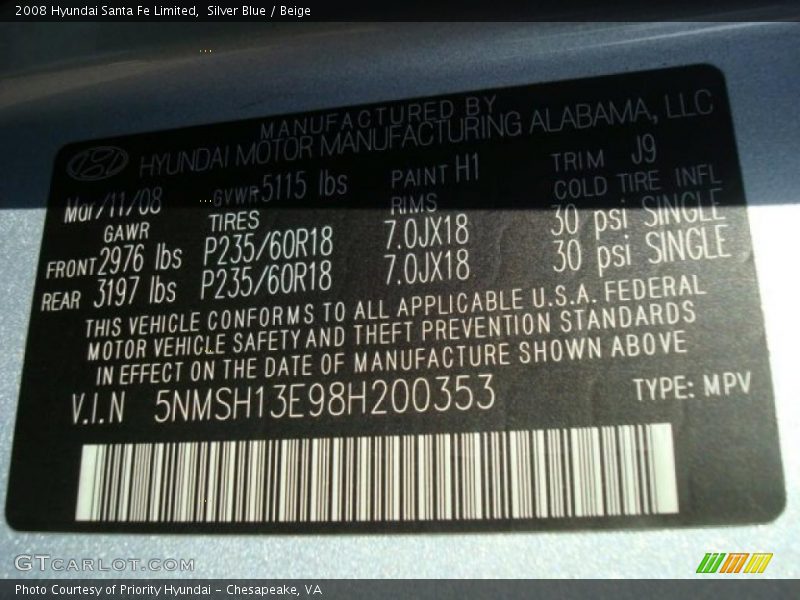 2008 Hyundai Santa Fe Limited,  Silver Blue / Beige
MANUFACTURED BY
HYUNDAI MOTOR MANUFACTURING ALABAMA, LLC
Mar/11/08 GVWR-5115 lbs PAINT H1 TRIM J9
GAWR TIRES RIMS COLD TIRE INFL
FRONT 2976 lbs P235/60R18 7.0JX18 30 psi SINGLE
REAR 3197 lbs P235/60R18 7.0JX18 30 psi SINGLE
THIS VEHICLE CONFORMS TO ALL APPLICABLE U.S.A. FEDERAL
MOTOR VEHICLE SAFETY AND THEFT PREVENTION STANDARDS
IN EFFECT ON THE DATE OF MANUFACTURE SHOWN ABOVE
V.I.N 5NMSH13E98H200353 TYPE: MPV
GTCARLOT.COM
Photo Courtesy of Priority Hyundai - Chesapeake, VA